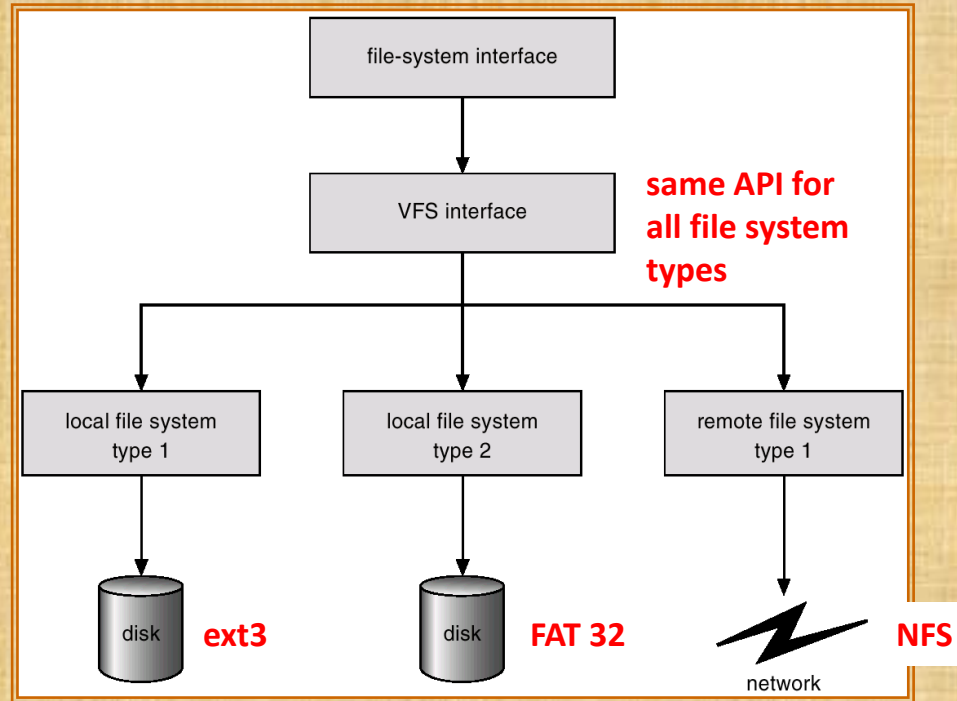 file-system interface
VFS interface
same API for
all file system
types
local file system
type 1
local file system
type 2
remote file system
type 1
disk
ext3
disk
FAT 32
NFS
network